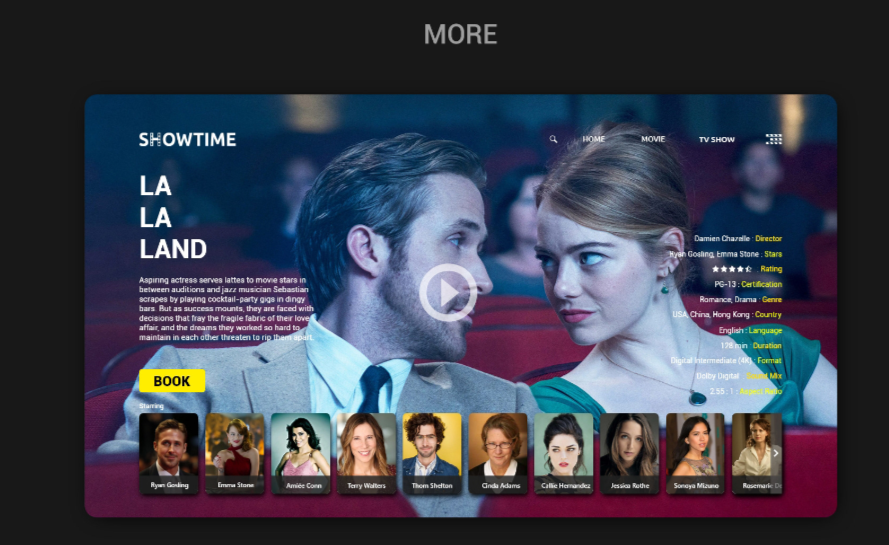 MORE
SHOWTIME
HOME
MOVIE
TV SHOW
LA
LA
LAND
Aspiring actress serves lattes to movie stars in
between auditions and jazz musician Sebastian
scrapes by playing cocktail-party gigs in dingy
bars. But as success mounts, they are faced with
decisions that fray the fragile fabric of their love
affair, and the dreams they worked so hard to
maintain in each other threaten to rip them apart.
Damien Chazelle : Director
Ryan Gosling, Emma Stone : Stars
: Rating
PG-13 : Certification
Romance, Drama : Genre
USA, China, Hong Kong : Country
English : Language
128 min : Duration
Digital Intermediate (4K) : Format
Dolby Digital : Sound Mix
2.55 : 1 : Aspect Ratio
BOOK
Starring
Ryan Gosling
Emma Stone
Amiée Conn
Terry Walters
Thom Shelton
Cinda Adams
Callie Hernandez
Jessica Rothe
Sonoya Mizuno
Rosemarie